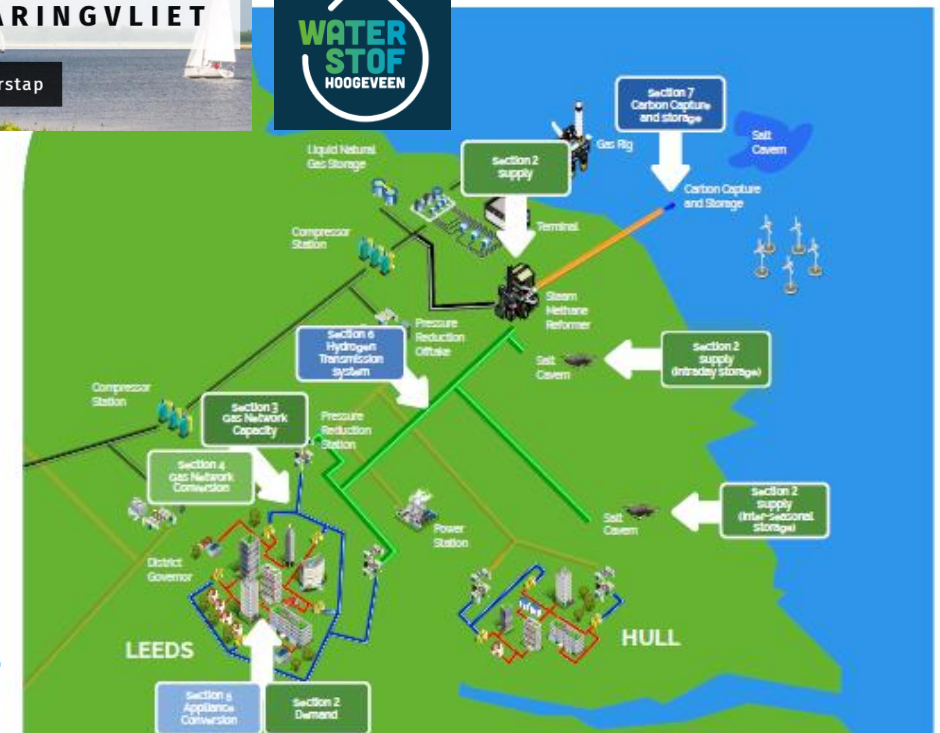 ARINGVLIET
rstap
WATER
STOF
HOOGEVEEN
Section 7
Carbon Capture
and storage
Salt
Cavern
Gas Rig
Liquid Natural
Gas Storage
Section 2
supply
Carbon Capture
and Storage
Terminal
Compressor
Station
Steam
Methane
Reformer
Pressure
Reduction
Offtake
Section 6
Hydrogen
Transmission
system
Salt
Cavern
Section 2
supply
(intraday storage)
Compressor
Station
Section 3
Gas Network
Capacity
Pressure
Reduction
Station
Section 4
Gas Network
Conversion
Section 2
supply
(inter-seasonal
storage)
Salt
Cavern
Power
Station
District
Governor
LEEDS
HULL
Section 5
Appliance
Conversion
Section 2
Demand